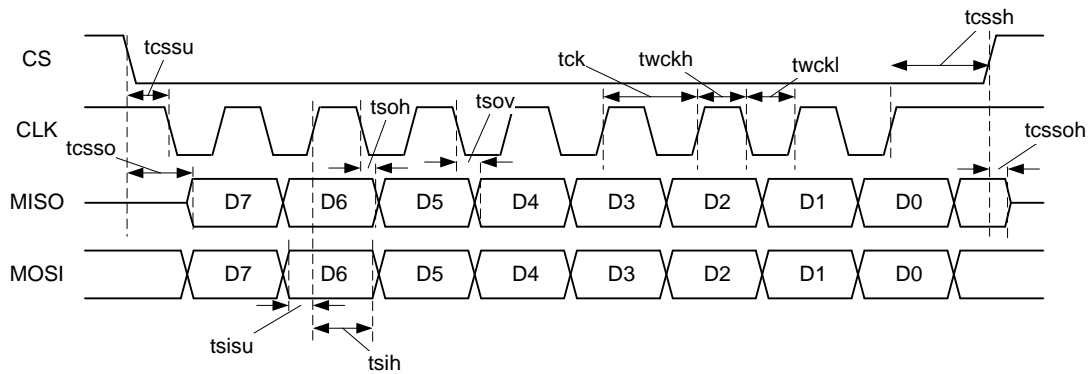 tcssh
tcssu
CS
tck
twckh
twckl
tsoh
tsov
CLK
tcsso
tcssoh
MISO
D7
D6
D5
D4
D3
D2
D1
D0
MOSI
D7
D6
D5
D4
D3
D2
D1
D0
tsisu
tsih